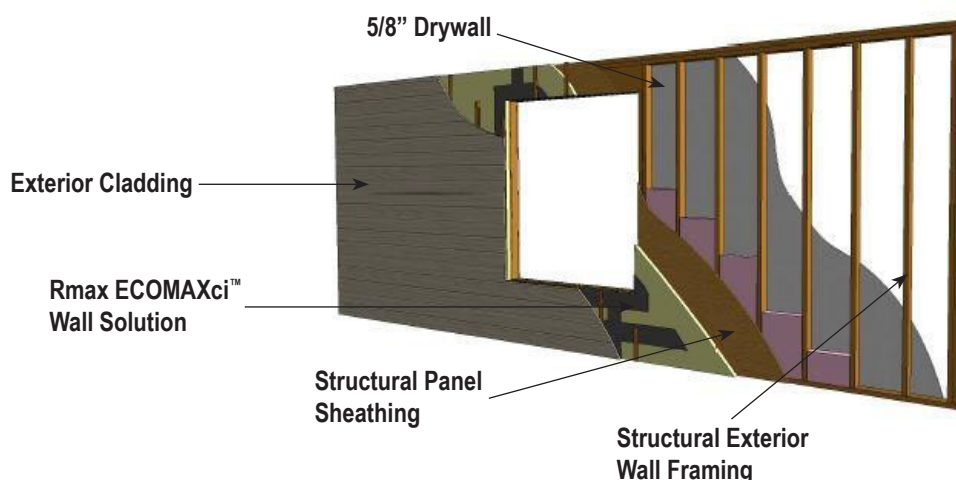 5/8” Drywall
Exterior Cladding
Rmax ECOMAXci™
Wall Solution
Structural Panel
Sheathing
Structural Exterior
Wall Framing